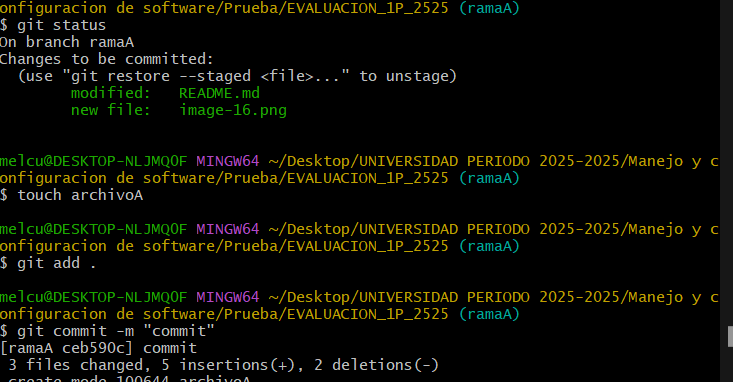 onfiguracion de software/Prueba/EVALUACION_1P_2525 (ramaA)
$ git status
On branch ramaA
Changes to be committed:
  (use "git restore --staged <file>..." to unstage)
        modified:   README.md
        new file:   image-16.png
melcu@DESKTOP-NLJMQ0F MINGW64 ~/Desktop/UNIVERSIDAD PERIODO 2025-2025/Manejo y c
onfiguracion de software/Prueba/EVALUACION_1P_2525 (ramaA)
$ touch archivoA
melcu@DESKTOP-NLJMQ0F MINGW64 ~/Desktop/UNIVERSIDAD PERIODO 2025-2025/Manejo y c
onfiguracion de software/Prueba/EVALUACION_1P_2525 (ramaA)
$ git add .
melcu@DESKTOP-NLJMQ0F MINGW64 ~/Desktop/UNIVERSIDAD PERIODO 2025-2025/Manejo y c
onfiguracion de software/Prueba/EVALUACION_1P_2525 (ramaA)
$ git commit -m "commit"
[ramaA ceb590c] commit
 3 files changed, 5 insertions(+), 2 deletions(-)
 create mode 100644 archivoA